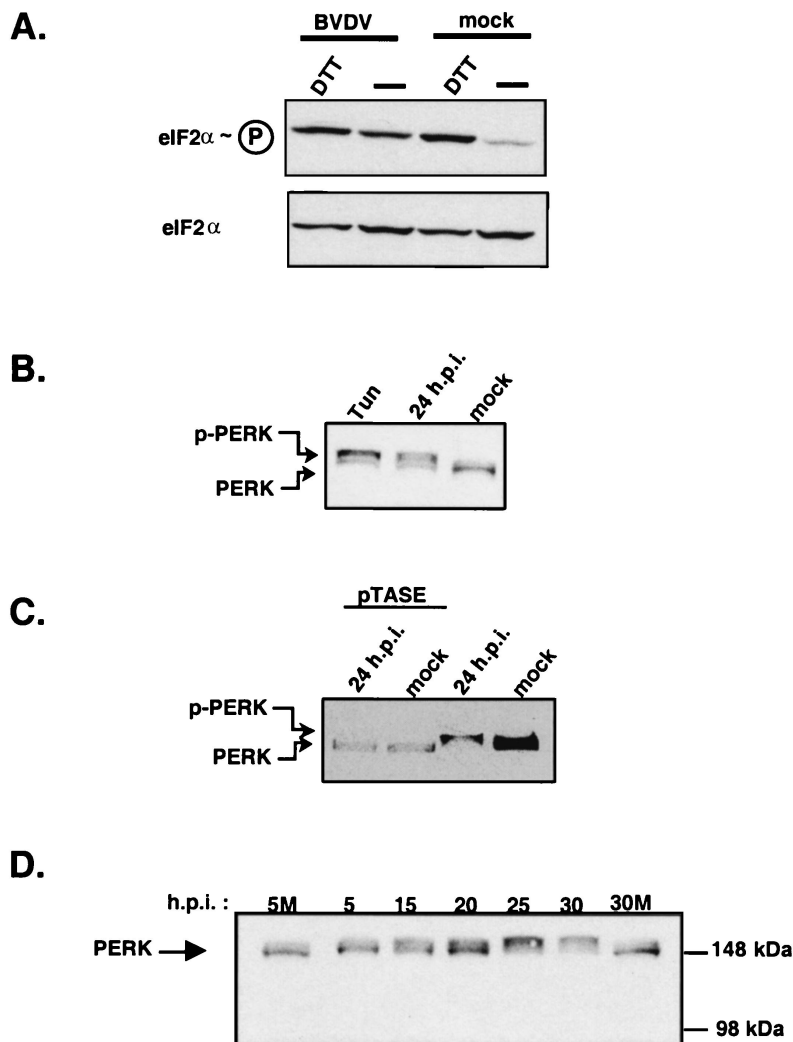 A.
BVDV mock
DTT — DTT —
eIF2α ~ P
eIF2α
B.
Tun 24 h.p.i. mock
p-PERK
PERK
C.
pTASE
24 h.p.i. mock 24 h.p.i. mock
p-PERK
PERK
D.
h.p.i. : 5M 5 15 20 25 30 30M
PERK 148 kDa
98 kDa